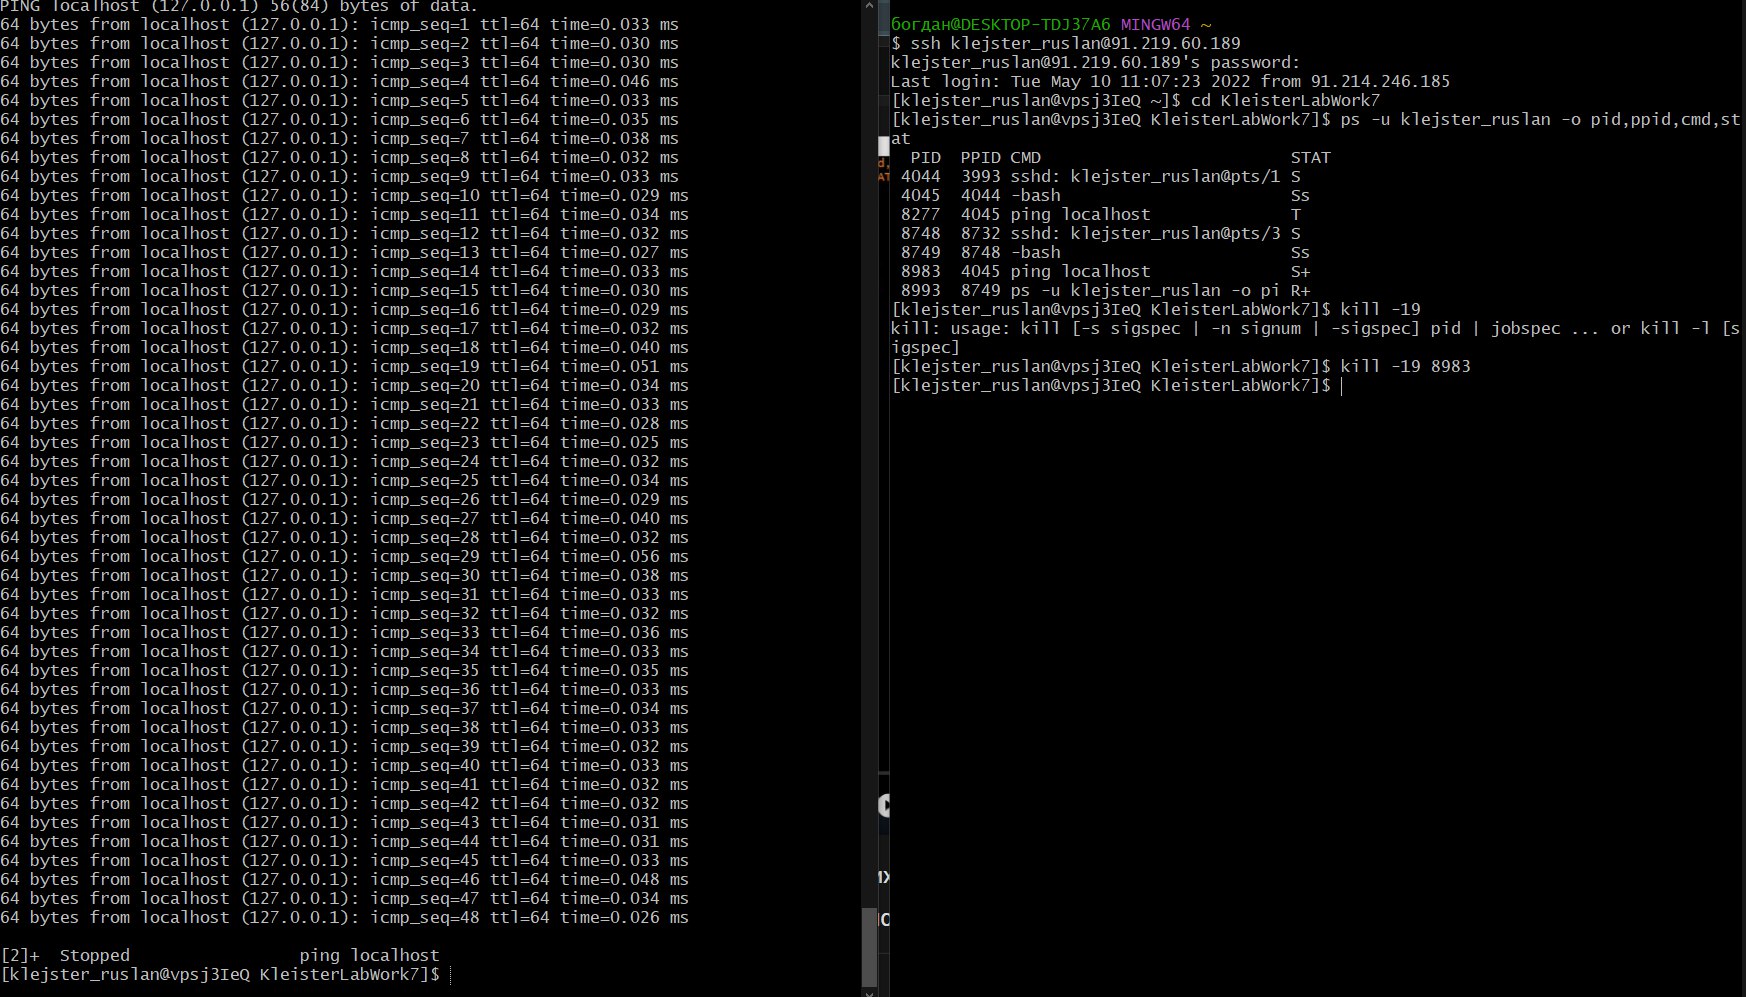 PING localhost (127.0.0.1) 56(84) bytes of data.
64 bytes from localhost (127.0.0.1): icmp_seq=1 ttl=64 time=0.033 ms
64 bytes from localhost (127.0.0.1): icmp_seq=2 ttl=64 time=0.030 ms
64 bytes from localhost (127.0.0.1): icmp_seq=3 ttl=64 time=0.030 ms
64 bytes from localhost (127.0.0.1): icmp_seq=4 ttl=64 time=0.046 ms
64 bytes from localhost (127.0.0.1): icmp_seq=5 ttl=64 time=0.033 ms
64 bytes from localhost (127.0.0.1): icmp_seq=6 ttl=64 time=0.035 ms
64 bytes from localhost (127.0.0.1): icmp_seq=7 ttl=64 time=0.038 ms
64 bytes from localhost (127.0.0.1): icmp_seq=8 ttl=64 time=0.032 ms
64 bytes from localhost (127.0.0.1): icmp_seq=9 ttl=64 time=0.033 ms
64 bytes from localhost (127.0.0.1): icmp_seq=10 ttl=64 time=0.029 ms
64 bytes from localhost (127.0.0.1): icmp_seq=11 ttl=64 time=0.034 ms
64 bytes from localhost (127.0.0.1): icmp_seq=12 ttl=64 time=0.032 ms
64 bytes from localhost (127.0.0.1): icmp_seq=13 ttl=64 time=0.027 ms
64 bytes from localhost (127.0.0.1): icmp_seq=14 ttl=64 time=0.033 ms
64 bytes from localhost (127.0.0.1): icmp_seq=15 ttl=64 time=0.030 ms
64 bytes from localhost (127.0.0.1): icmp_seq=16 ttl=64 time=0.029 ms
64 bytes from localhost (127.0.0.1): icmp_seq=17 ttl=64 time=0.032 ms
64 bytes from localhost (127.0.0.1): icmp_seq=18 ttl=64 time=0.040 ms
64 bytes from localhost (127.0.0.1): icmp_seq=19 ttl=64 time=0.051 ms
64 bytes from localhost (127.0.0.1): icmp_seq=20 ttl=64 time=0.034 ms
64 bytes from localhost (127.0.0.1): icmp_seq=21 ttl=64 time=0.033 ms
64 bytes from localhost (127.0.0.1): icmp_seq=22 ttl=64 time=0.028 ms
64 bytes from localhost (127.0.0.1): icmp_seq=23 ttl=64 time=0.025 ms
64 bytes from localhost (127.0.0.1): icmp_seq=24 ttl=64 time=0.032 ms
64 bytes from localhost (127.0.0.1): icmp_seq=25 ttl=64 time=0.034 ms
64 bytes from localhost (127.0.0.1): icmp_seq=26 ttl=64 time=0.029 ms
64 bytes from localhost (127.0.0.1): icmp_seq=27 ttl=64 time=0.040 ms
64 bytes from localhost (127.0.0.1): icmp_seq=28 ttl=64 time=0.032 ms
64 bytes from localhost (127.0.0.1): icmp_seq=29 ttl=64 time=0.056 ms
64 bytes from localhost (127.0.0.1): icmp_seq=30 ttl=64 time=0.038 ms
64 bytes from localhost (127.0.0.1): icmp_seq=31 ttl=64 time=0.033 ms
64 bytes from localhost (127.0.0.1): icmp_seq=32 ttl=64 time=0.032 ms
64 bytes from localhost (127.0.0.1): icmp_seq=33 ttl=64 time=0.036 ms
64 bytes from localhost (127.0.0.1): icmp_seq=34 ttl=64 time=0.033 ms
64 bytes from localhost (127.0.0.1): icmp_seq=35 ttl=64 time=0.035 ms
64 bytes from localhost (127.0.0.1): icmp_seq=36 ttl=64 time=0.033 ms
64 bytes from localhost (127.0.0.1): icmp_seq=37 ttl=64 time=0.034 ms
64 bytes from localhost (127.0.0.1): icmp_seq=38 ttl=64 time=0.033 ms
64 bytes from localhost (127.0.0.1): icmp_seq=39 ttl=64 time=0.032 ms
64 bytes from localhost (127.0.0.1): icmp_seq=40 ttl=64 time=0.033 ms
64 bytes from localhost (127.0.0.1): icmp_seq=41 ttl=64 time=0.032 ms
64 bytes from localhost (127.0.0.1): icmp_seq=42 ttl=64 time=0.032 ms
64 bytes from localhost (127.0.0.1): icmp_seq=43 ttl=64 time=0.031 ms
64 bytes from localhost (127.0.0.1): icmp_seq=44 ttl=64 time=0.031 ms
64 bytes from localhost (127.0.0.1): icmp_seq=45 ttl=64 time=0.033 ms
64 bytes from localhost (127.0.0.1): icmp_seq=46 ttl=64 time=0.048 ms
64 bytes from localhost (127.0.0.1): icmp_seq=47 ttl=64 time=0.034 ms
64 bytes from localhost (127.0.0.1): icmp_seq=48 ttl=64 time=0.026 ms
[2]+  Stopped                 ping localhost
[klejster_ruslan@vpsj3IeQ KleisterLabWork7]$
богдан@DESKTOP-TDJ37A6 MINGW64 ~
$ ssh klejster_ruslan@91.219.60.189
klejster_ruslan@91.219.60.189's password:
Last login: Tue May 10 11:07:23 2022 from 91.214.246.185
[klejster_ruslan@vpsj3IeQ ~]$ cd KleisterLabWork7
[klejster_ruslan@vpsj3IeQ KleisterLabWork7]$ ps -u klejster_ruslan -o pid,ppid,cmd,st
at
  PID  PPID CMD                         STAT
 4044  3993 sshd: klejster_ruslan@pts/1 S
 4045  4044 -bash                       Ss
 8277  4045 ping localhost              T
 8748  8732 sshd: klejster_ruslan@pts/3 S
 8749  8748 -bash                       Ss
 8983  4045 ping localhost              S+
 8993  8749 ps -u klejster_ruslan -o pi R+
[klejster_ruslan@vpsj3IeQ KleisterLabWork7]$ kill -19
kill: usage: kill [-s sigspec | -n signum | -sigspec] pid | jobspec ... or kill -l [s
igspec]
[klejster_ruslan@vpsj3IeQ KleisterLabWork7]$ kill -19 8983
[klejster_ruslan@vpsj3IeQ KleisterLabWork7]$